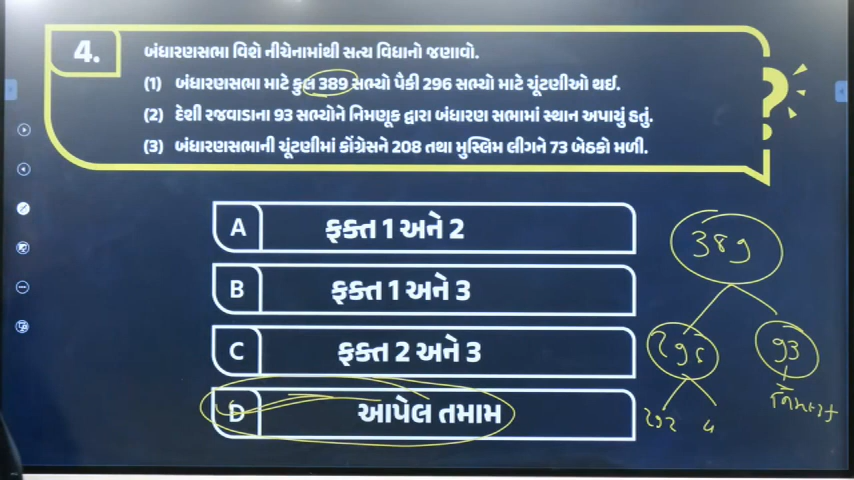 4.
બંધારણસભા વિશે નીચેનામાંથી સત્ય વિધાનો જણાવો.
(1) બંધારણસભા માટે કુલ 389 સભ્યો પૈકી 296 સભ્યો માટે ચૂંટણીઓ થઈ.
(2) દેશી રજવાડાના 93 સભ્યોને નિમણૂક દ્વારા બંધારણ સભામાં સ્થાન અપાયું હતું.
(3) બંધારણસભાની ચૂંટણીમાં કોંગ્રેસને 208 તથા મુસ્લિમ લીગને 73 બેઠકો મળી.
?
A ફક્ત 1 અને 2
B ફક્ત 1 અને 3
C ફક્ત 2 અને 3
D આપેલ તમામ
389
296 93
292 4